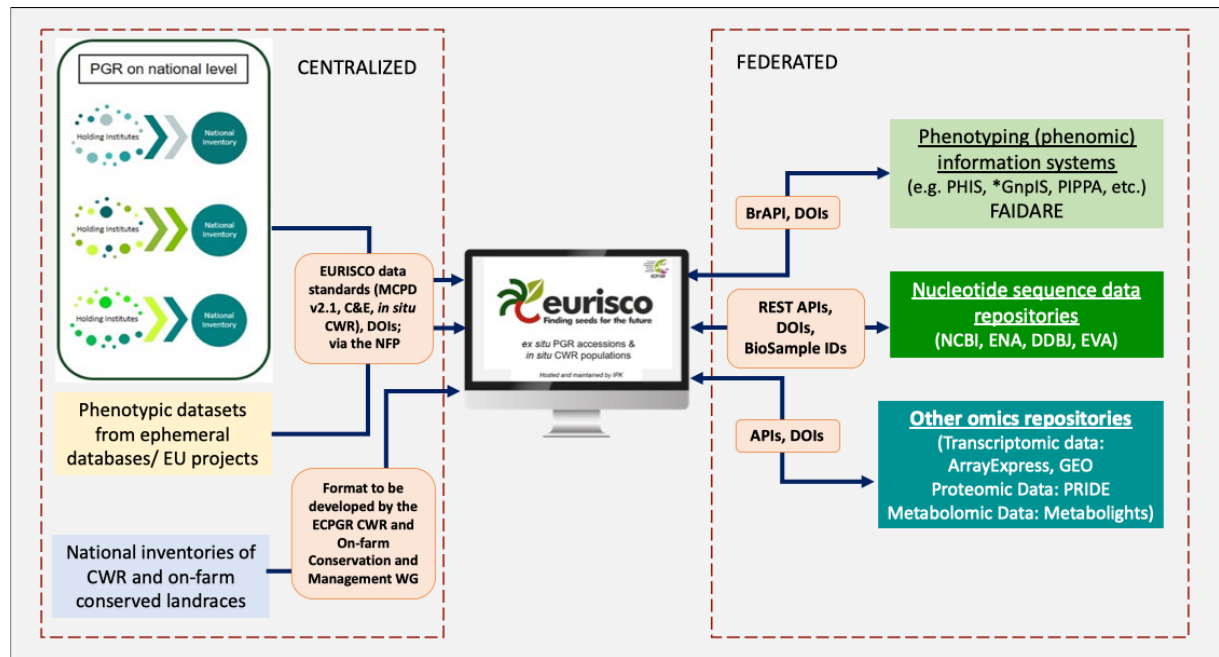 PGR on national level
Holding Institutes
National
Inventory
Holding Institutes
National
Inventory
Holding Institutes
National
Inventory
CENTRALIZED
Phenotypic datasets
from ephemeral
databases/ EU projects
National inventories of
CWR and on-farm
conserved landraces
EURISCO data
standards (MCPD
v2.1, C&E, in situ
CWR), DOIs;
via the NFP
Format to be
developed by the
ECPGR CWR and
On-farm
Conservation and
Management WG
ECPGR
eurisco
Finding seeds for the future
ex situ PGR accessions &
in situ CWR populations
Hosted and maintained by IPK
FEDERATED
BrAPI, DOIs
REST APIs,
DOIs,
BioSample IDs
APIs, DOIs
Phenotyping (phenomic)
information systems
(e.g. PHIS, *GnpIS, PIPPA, etc.)
FAIDARE
Nucleotide sequence data
repositories
(NCBI, ENA, DDBJ, EVA)
Other omics repositories
(Transcriptomic data:
ArrayExpress, GEO
Proteomic Data: PRIDE
Metabolomic Data: Metabolights)